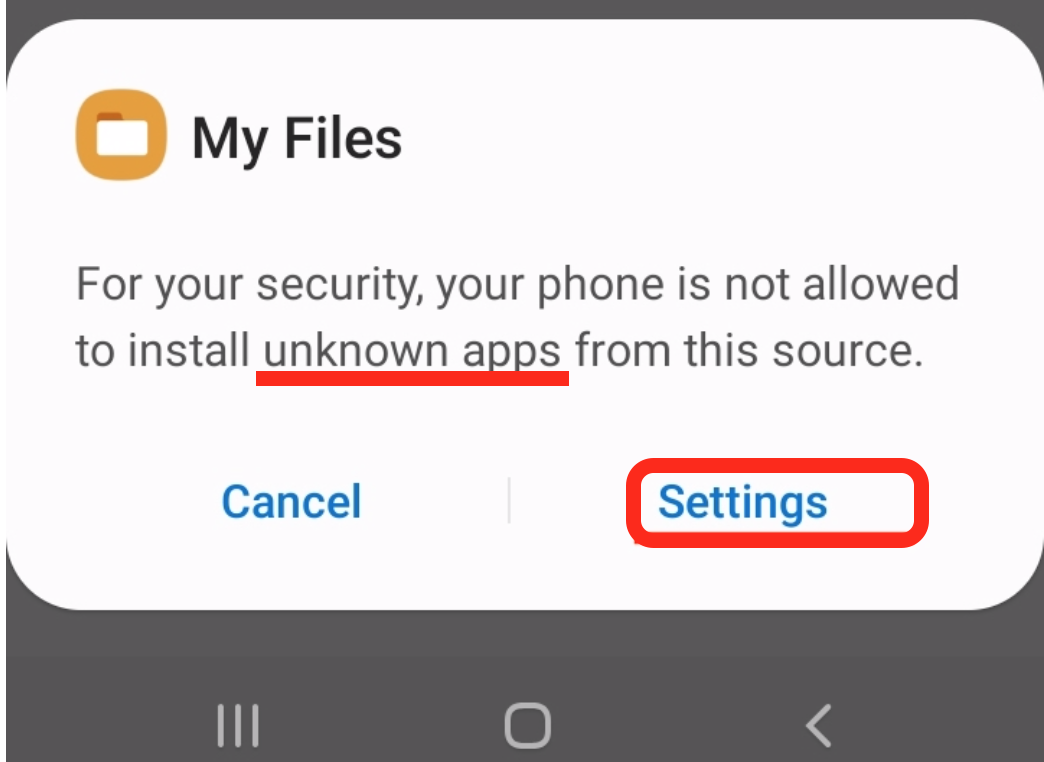 My Files
For your security, your phone is not allowed
to install unknown apps from this source.
Cancel
Settings